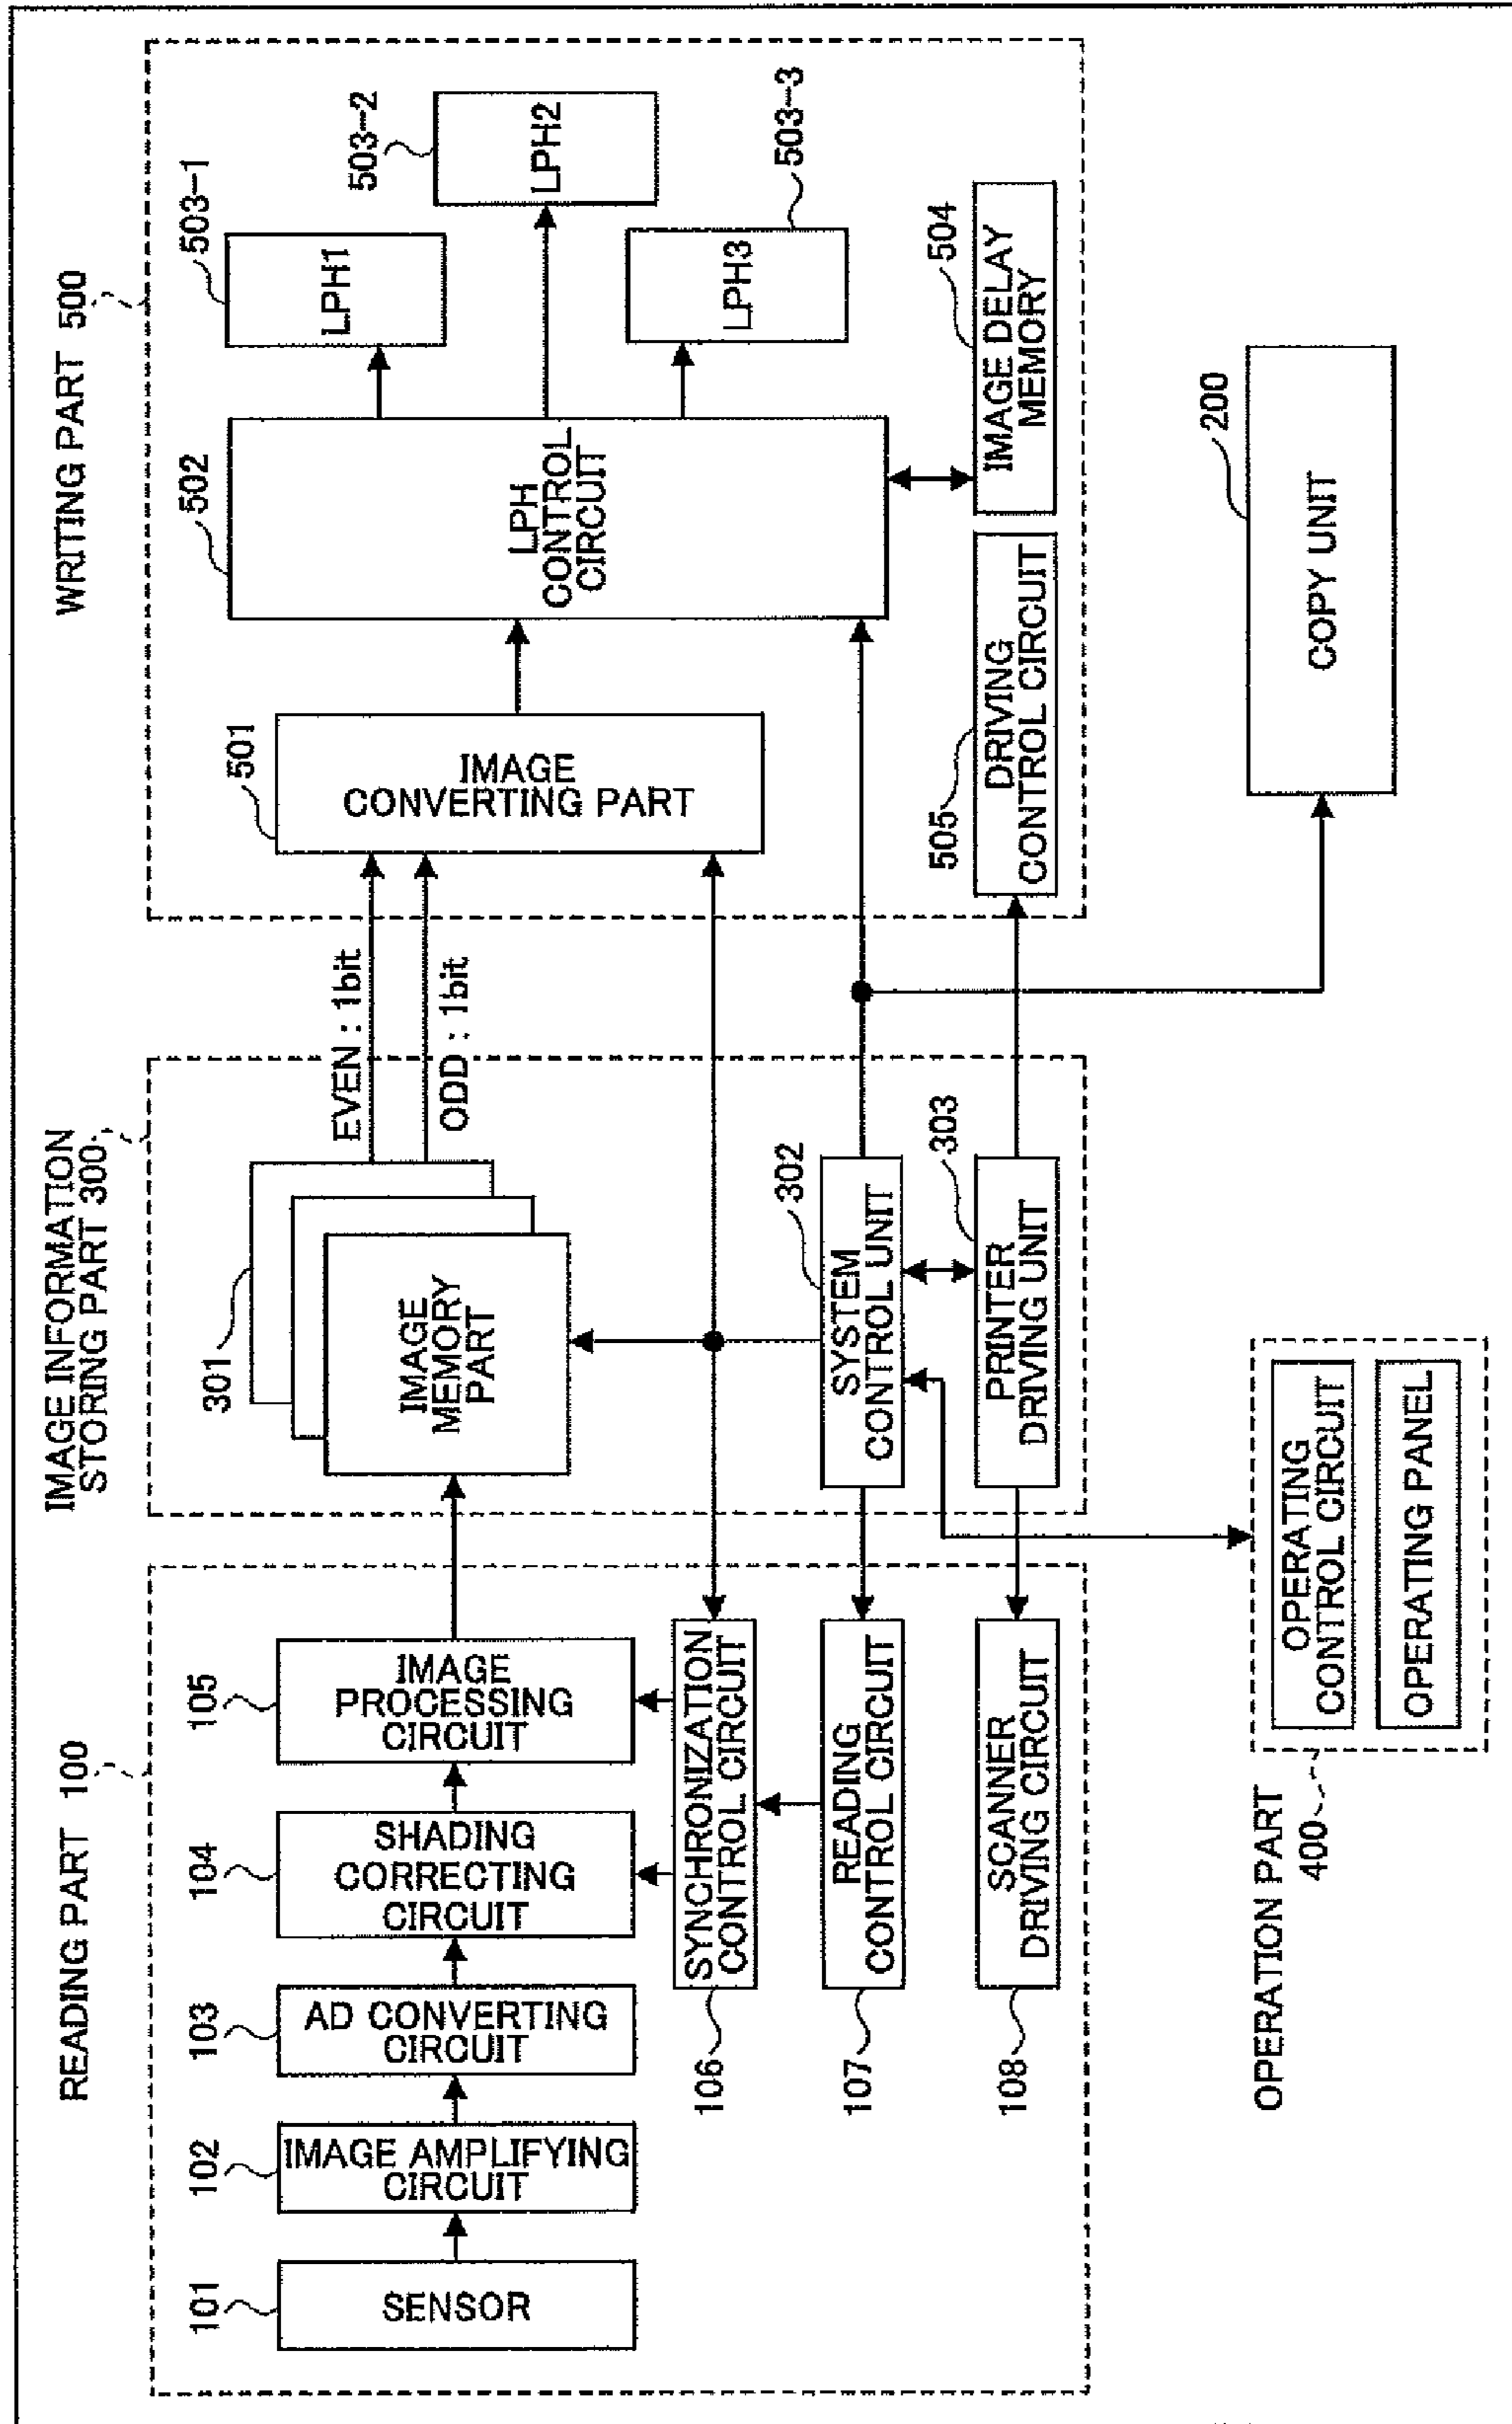 READING PART 100
101
SENSOR
102
IMAGE AMPLIFYING
CIRCUIT
103
AD CONVERTING
CIRCUIT
104
SHADING
CORRECTING
CIRCUIT
105
IMAGE
PROCESSING
CIRCUIT
106
SYNCHRONIZATION
CONTROL CIRCUIT
107
READING
CONTROL CIRCUIT
108
SCANNER
DRIVING CIRCUIT
IMAGE INFORMATION
STORING PART 300
301
IMAGE
MEMORY
PART
EVEN : 1bit
ODD : 1bit
302
SYSTEM
CONTROL UNIT
303
PRINTER
DRIVING UNIT
WRITING PART 500
501
IMAGE
CONVERTING PART
502
LPH
CONTROL
CIRCUIT
503-1
LPH1
503-2
LPH2
503-3
LPH3
505
DRIVING
CONTROL CIRCUIT
504
IMAGE DELAY
MEMORY
OPERATION PART
400
OPERATING
CONTROL CIRCUIT
OPERATING PANEL
200
COPY UNIT